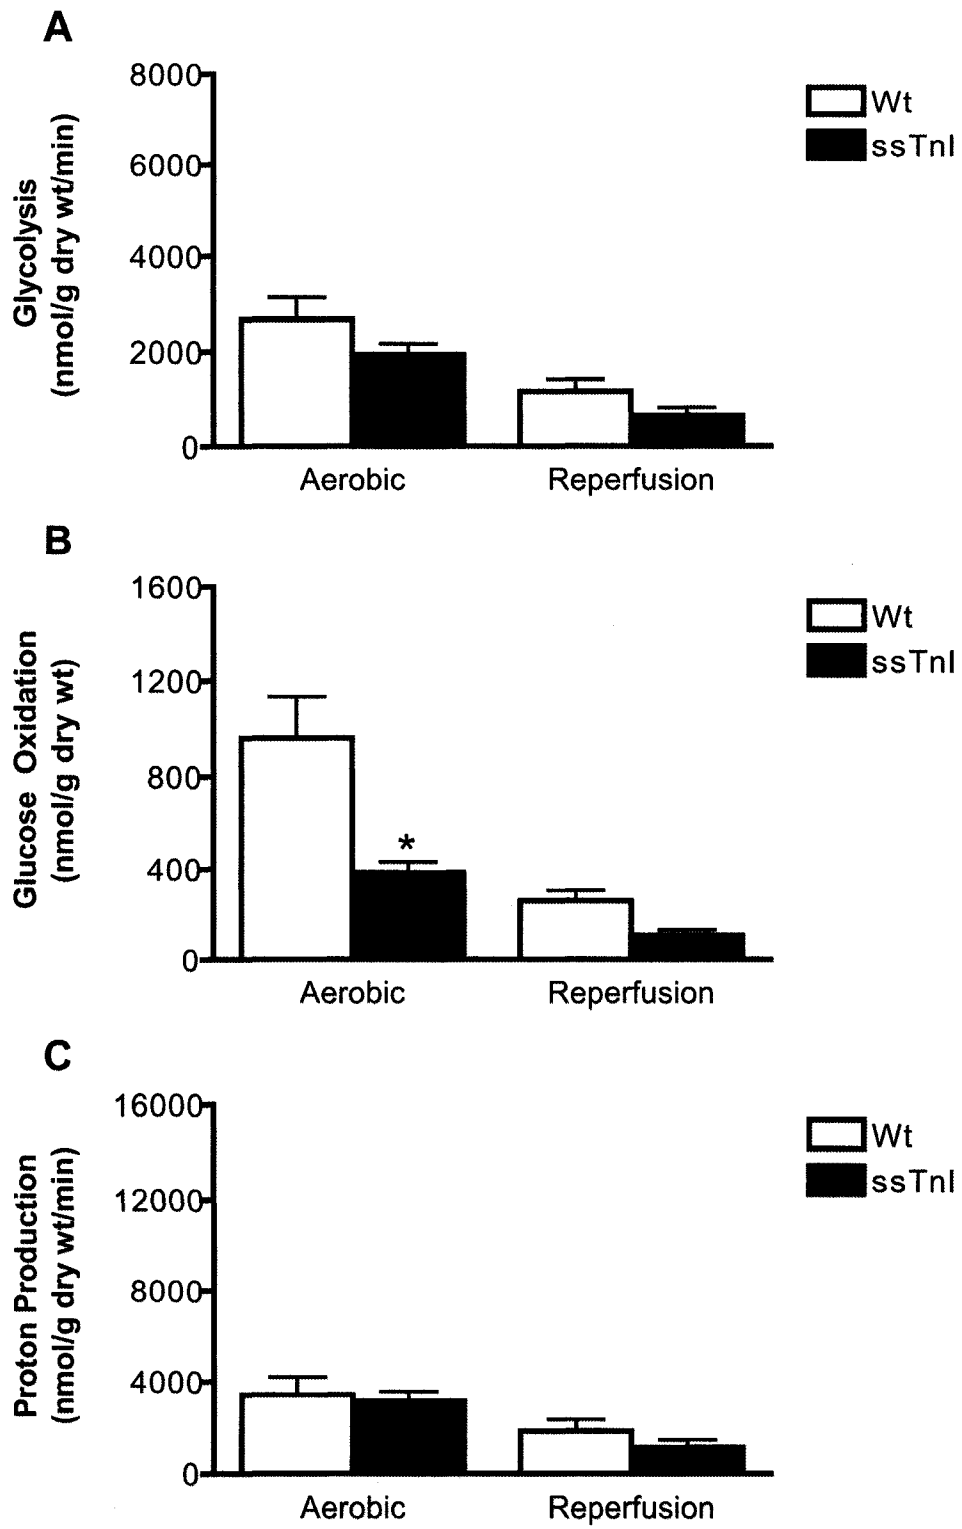 A
8000
6000
4000
2000
0
Glycolysis
(nmol/g dry wt/min)
Wt
ssTnI
Aerobic
Reperfusion
B
1600
1200
800
400
0
Glucose Oxidation
(nmol/g dry wt)
*
Wt
ssTnI
Aerobic
Reperfusion
C
16000
12000
8000
4000
0
Proton Production
(nmol/g dry wt/min)
Wt
ssTnI
Aerobic
Reperfusion